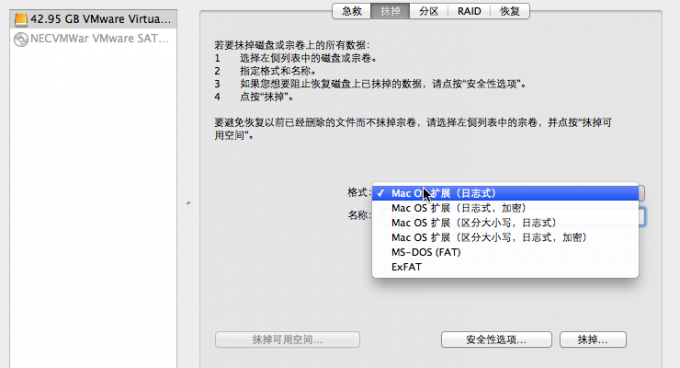 42.95 GB VMware Virtua...
NECVMWar VMware SAT...
急救 抹掉 分区 RAID 恢复
若要抹掉磁盘或宗卷上的所有数据:
1 选择左侧列表中的磁盘或宗卷。
2 指定格式和名称。
3 如果您想要阻止恢复磁盘上已抹掉的数据，请点按“安全性选项”。
4 点按“抹掉”。
要避免恢复以前已经删除的文件而不抹掉宗卷，请选择左侧列表中的宗卷，并点按“抹掉可
用空间”。
格式: ✓ Mac OS 扩展（日志式）
名称: Mac OS 扩展（日志式，加密）
Mac OS 扩展（区分大小写，日志式）
Mac OS 扩展（区分大小写，日志式，加密）
MS-DOS (FAT)
ExFAT
抹掉可用空间... 安全性选项... 抹掉...